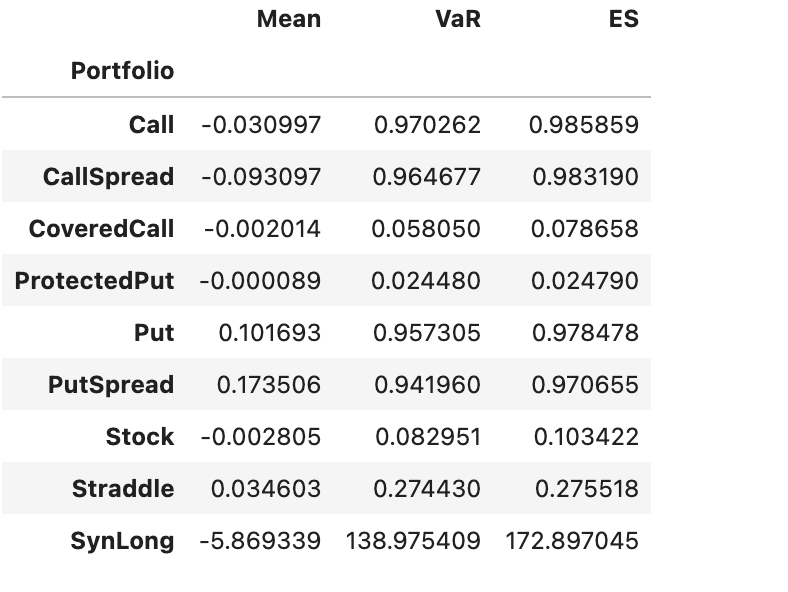 Mean VaR ES
Portfolio
Call -0.030997 0.970262 0.985859
CallSpread -0.093097 0.964677 0.983190
CoveredCall -0.002014 0.058050 0.078658
ProtectedPut -0.000089 0.024480 0.024790
Put 0.101693 0.957305 0.978478
PutSpread 0.173506 0.941960 0.970655
Stock -0.002805 0.082951 0.103422
Straddle 0.034603 0.274430 0.275518
SynLong -5.869339 138.975409 172.897045